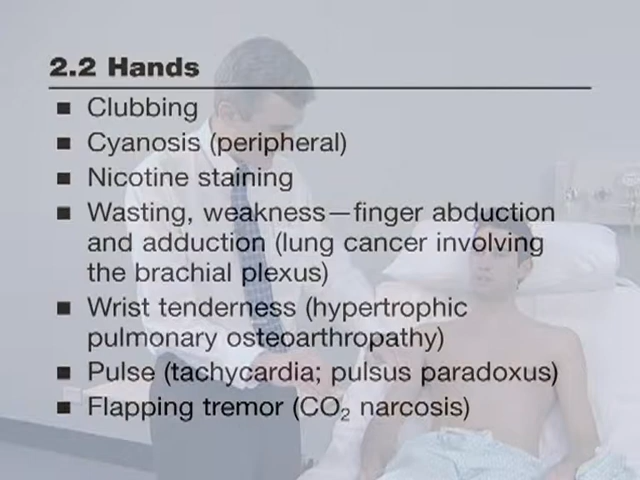 2.2 Hands
■ Clubbing
■ Cyanosis (peripheral)
■ Nicotine staining
■ Wasting, weakness—finger abduction
and adduction (lung cancer involving
the brachial plexus)
■ Wrist tenderness (hypertrophic
pulmonary osteoarthropathy)
■ Pulse (tachycardia; pulsus paradoxus)
■ Flapping tremor (CO₂ narcosis)